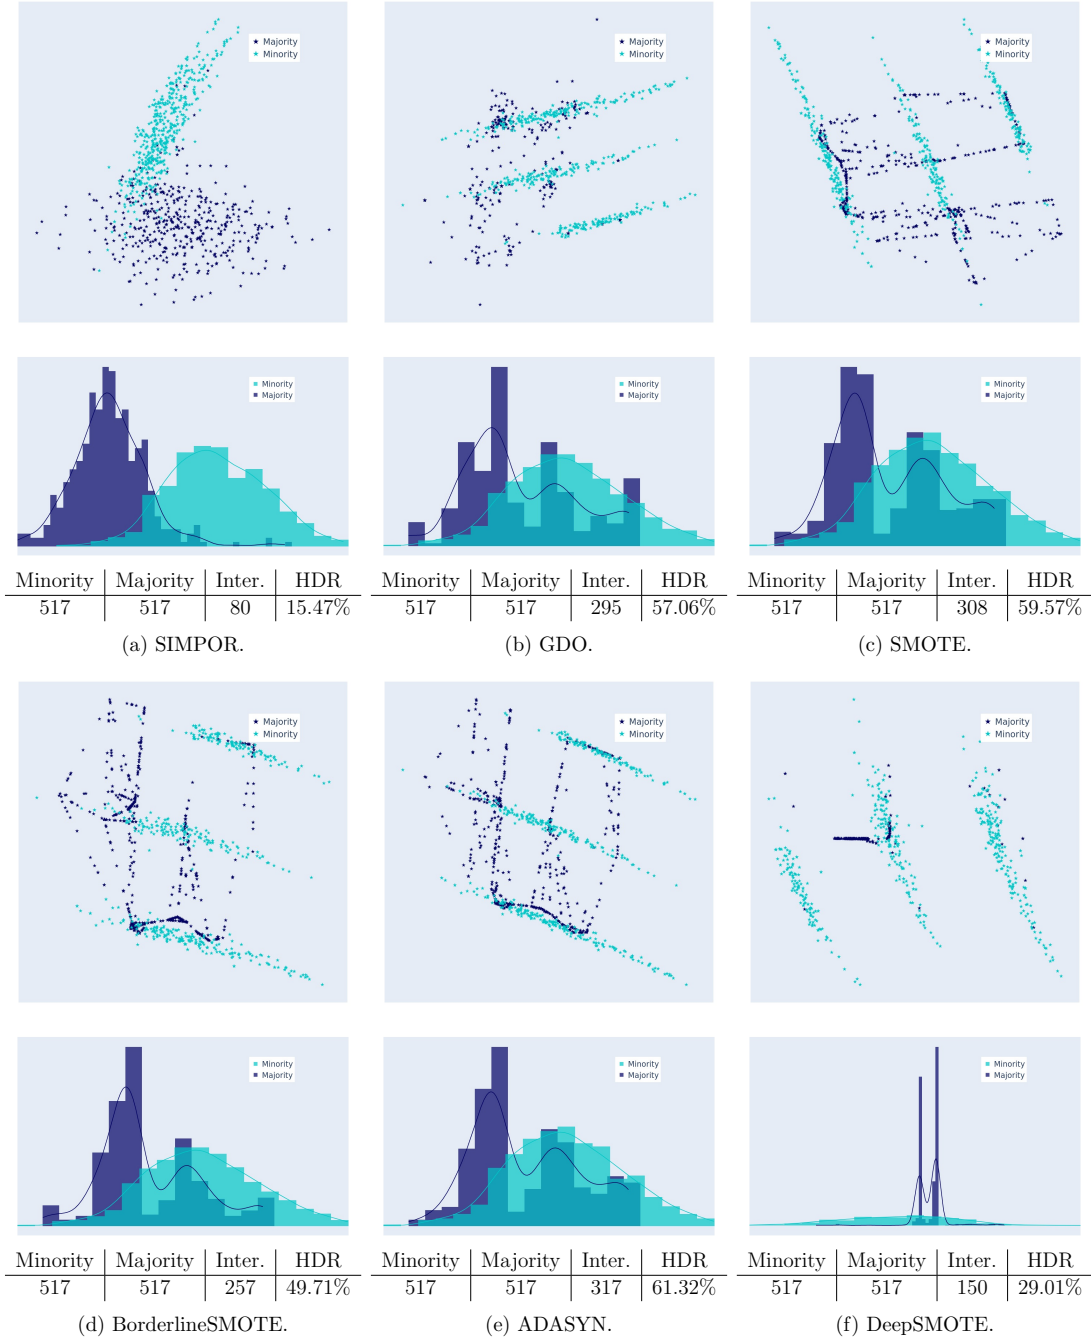 Majority
Minority
Majority
Minority
Majority
Minority
Minority
Majority
Minority
Majority
Minority
Majority
Minority Majority Inter. HDR
517 517 80 15.47%
Minority Majority Inter. HDR
517 517 295 57.06%
Minority Majority Inter. HDR
517 517 308 59.57%
(a) SIMPOR.
(b) GDO.
(c) SMOTE.
Majority
Minority
Majority
Minority
Majority
Minority
Minority
Majority
Minority
Majority
Minority
Majority
Minority Majority Inter. HDR
517 517 257 49.71%
Minority Majority Inter. HDR
517 517 317 61.32%
Minority Majority Inter. HDR
517 517 150 29.01%
(d) BorderlineSMOTE.
(e) ADASYN.
(f) DeepSMOTE.